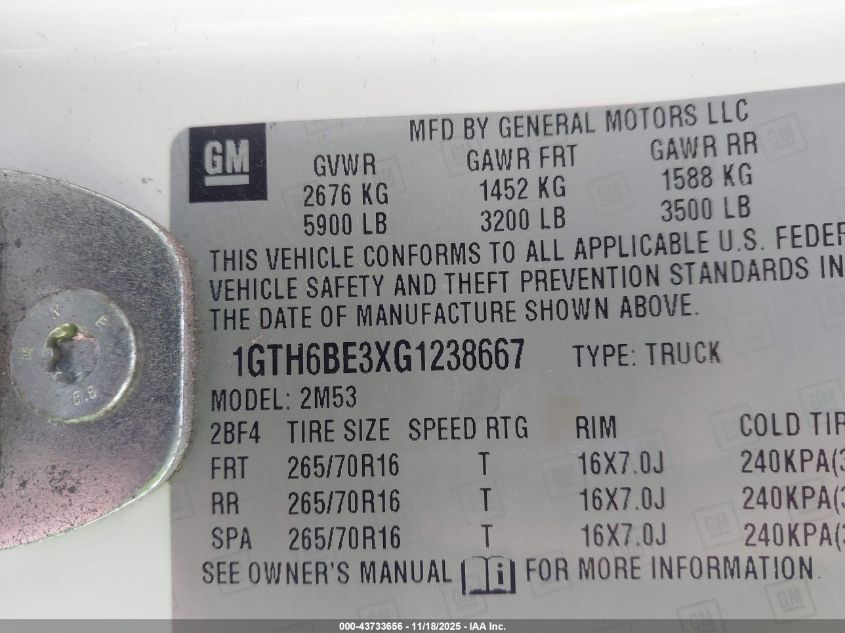 MFD BY GENERAL MOTORS LLC
GM
GVWR GAWR FRT GAWR RR
2676 KG 1452 KG 1588 KG
5900 LB 3200 LB 3500 LB
THIS VEHICLE CONFORMS TO ALL APPLICABLE U.S. FEDER
VEHICLE SAFETY AND THEFT PREVENTION STANDARDS IN
THE DATE OF MANUFACTURE SHOWN ABOVE.
1GTH6BE3XG1238667 TYPE: TRUCK
MODEL: 2M53
2BF4 TIRE SIZE SPEED RTG RIM COLD TIR
FRT 265/70R16 T 16X7.0J 240KPA(3
RR 265/70R16 T 16X7.0J 240KPA(3
SPA 265/70R16 T 16X7.0J 240KPA(3
SEE OWNER'S MANUAL i FOR MORE INFORMATION.
000-43733656 - 11/18/2025 - IAA Inc.